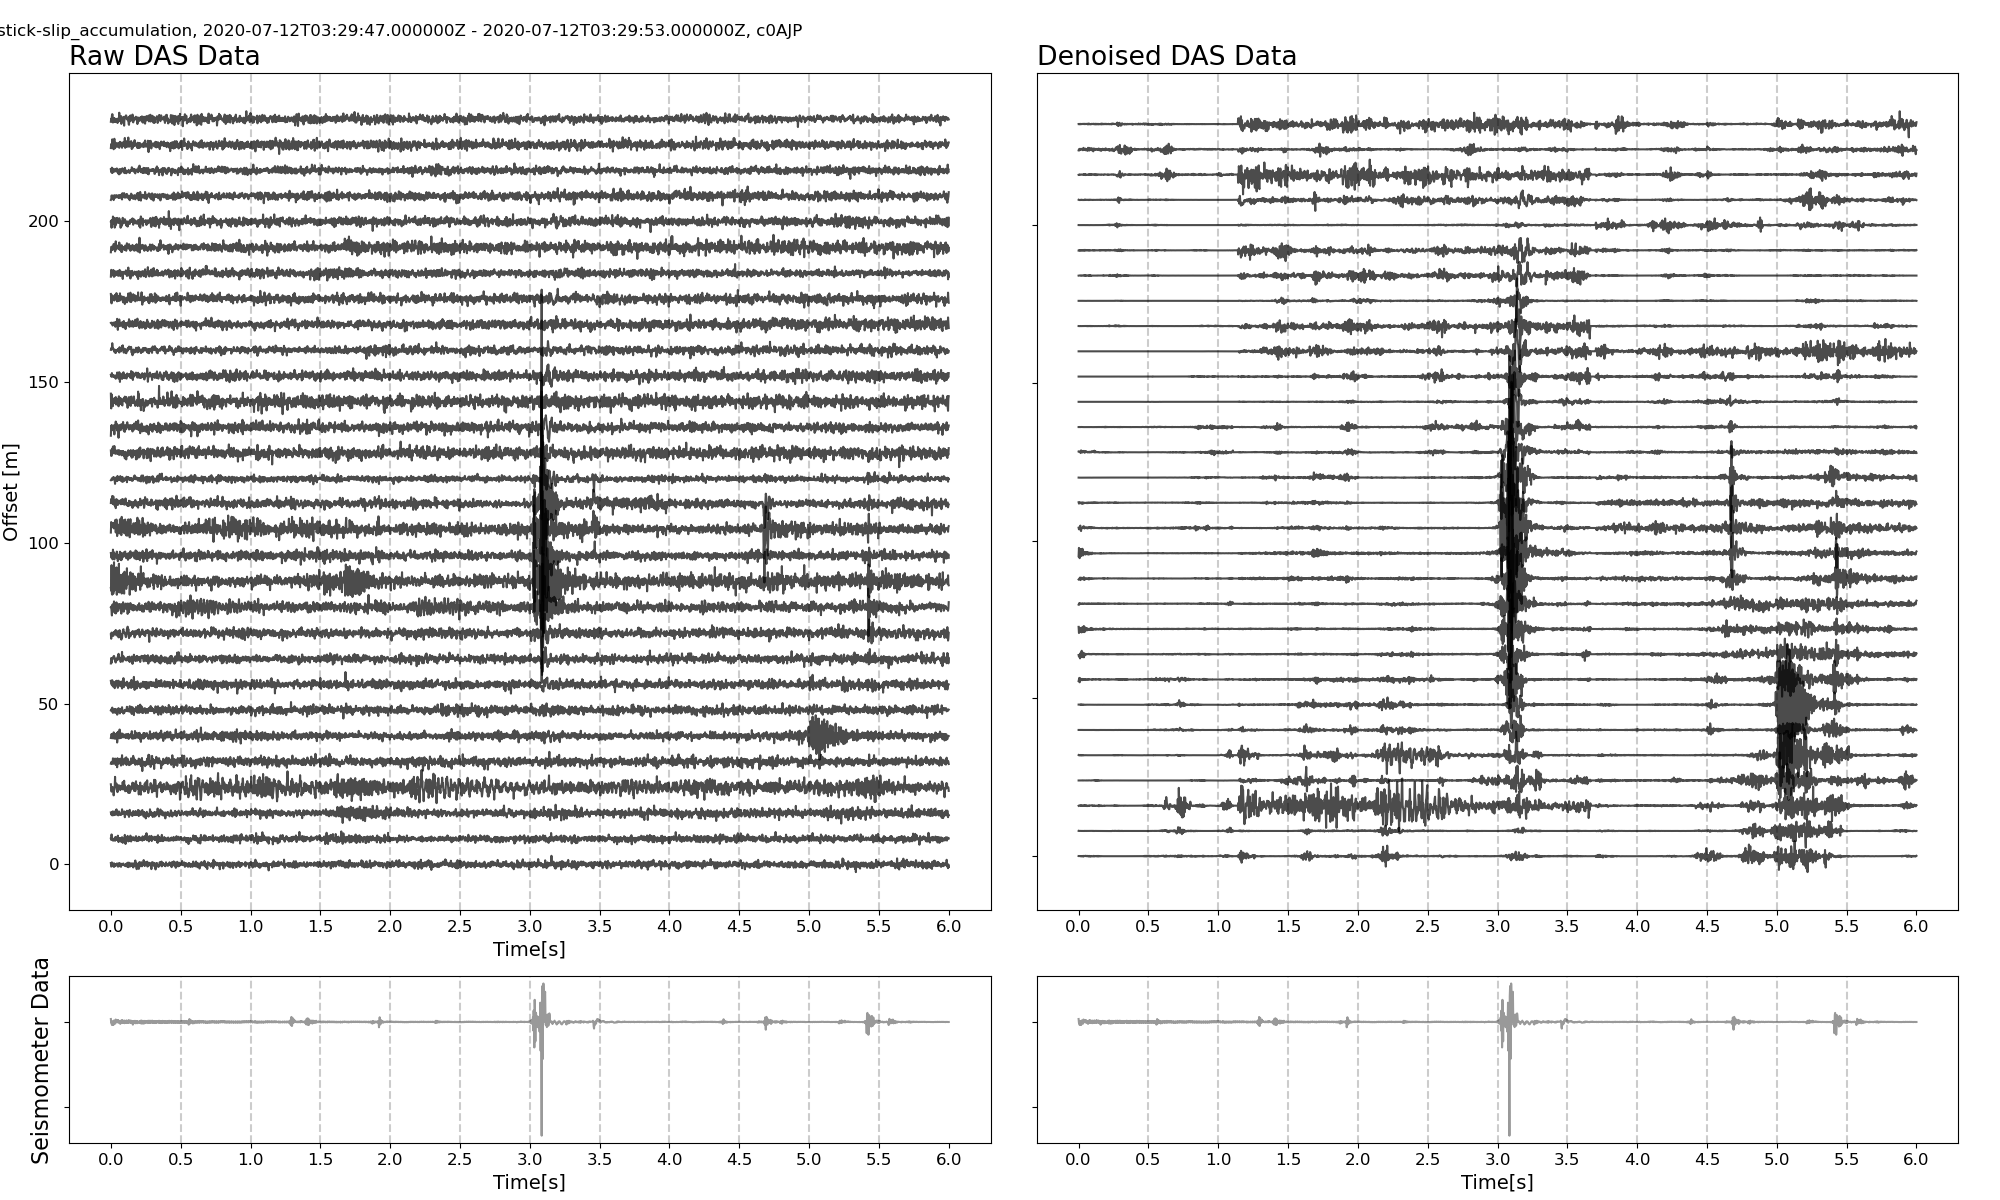 stick-slip_accumulation, 2020-07-12T03:29:47.000000Z - 2020-07-12T03:29:53.000000Z, c0AJP
Raw DAS Data
Denoised DAS Data
Offset [m]
200
150
100
50
0
0.0 0.5 1.0 1.5 2.0 2.5 3.0 3.5 4.0 4.5 5.0 5.5 6.0
Time[s]
0.0 0.5 1.0 1.5 2.0 2.5 3.0 3.5 4.0 4.5 5.0 5.5 6.0
Seismometer Data
0.0 0.5 1.0 1.5 2.0 2.5 3.0 3.5 4.0 4.5 5.0 5.5 6.0
Time[s]
0.0 0.5 1.0 1.5 2.0 2.5 3.0 3.5 4.0 4.5 5.0 5.5 6.0
Time[s]